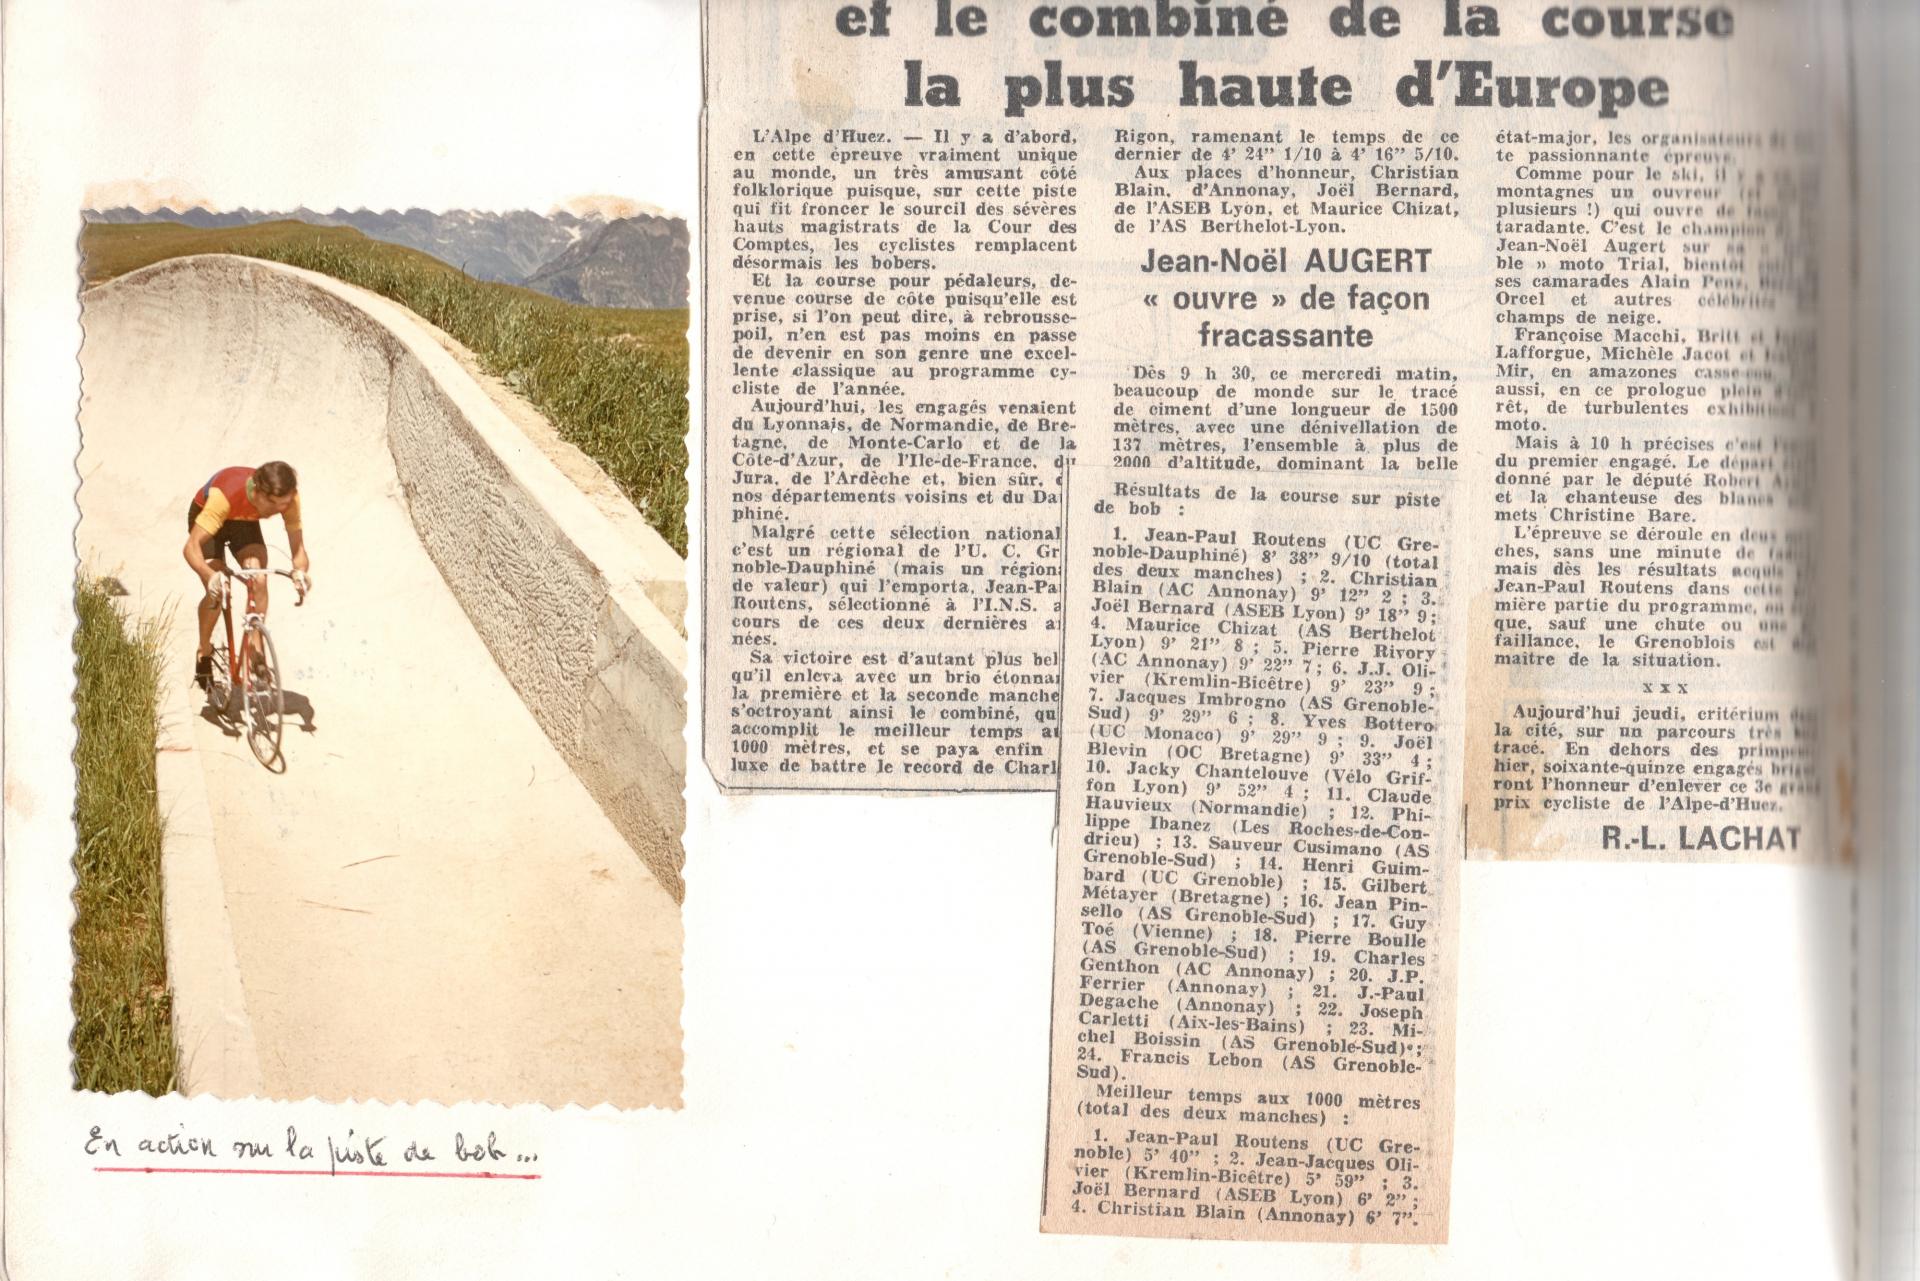 et le combiné de la course
la plus haute d'Europe
L'Alpe d'Huez. — Il y a d'abord,
en cette épreuve vraiment unique
au monde, un très amusant côté
folklorique puisque, sur cette piste
qui fit froncer le sourcil des sévères
hauts magistrats de la Cour des
Comptes, les cyclistes remplacent
désormais les bobers.
Et la course pour pédaleurs, de-
venue course de côte puisqu'elle est
prise, si l'on peut dire, à rebrousse-
poil, n'en est pas moins en passe
de devenir en son genre une excel-
lente classique au programme cy-
cliste de l'année.
Aujourd'hui, les engagés venaient
du Lyonnais, de Normandie, de Bre-
tagne, de Monte-Carlo et de la
Côte-d'Azur, de l'Ile-de-France, du
Jura, de l'Ardèche et, bien sûr,
nos départements voisins et du Da
phiné.
Malgré cette sélection national
c'est un régional de l'U. C. Gr
noble-Dauphiné (mais un région
de valeur) qui l'emporta, Jean-Pa
Routens, sélectionné à l'I.N.S. a
cours de ces deux dernières a
nées.
Sa victoire est d'autant plus bel
qu'il enleva avec un brio étonna
la première et la seconde manche
s'octroyant ainsi le combiné, qu
accomplit le meilleur temps a
1000 mètres, et se paya enfin
luxe de battre le record de Charl
Rigon, ramenant le temps de ce
dernier de 4' 24" 1/10 à 4' 16" 5/10.
Aux places d'honneur, Christian
Blain, d'Annonay, Joël Bernard,
de l'ASEB Lyon, et Maurice Chizat,
de l'AS Berthelot-Lyon.
Jean-Noël AUGERT
« ouvre » de façon
fracassante
Dès 9 h 30, ce mercredi matin,
beaucoup de monde sur le tracé
de ciment d'une longueur de 1500
mètres, avec une dénivellation de
137 mètres, l'ensemble à plus de
2000 d'altitude, dominant la belle
Résultats de la course sur piste
de bob :
1. Jean-Paul Routens (UC Gre-
noble-Dauphiné) 8' 38" 9/10 (total
des deux manches) ; 2. Christian
Blain (AC Annonay) 9' 12" 2 ; 3.
Joël Bernard (ASEB Lyon) 9' 18" 9 ;
4. Maurice Chizat (AS Berthelot
Lyon) 9' 21" 8 ; 5. Pierre Rivory
(AC Annonay) 9' 22" 7 ; 6. J.J. Oli-
vier (Kremlin-Bicêtre) 9' 23" 9 ;
7. Jacques Imbrogno (AS Grenoble-
Sud) 9' 29" 6 ; 8. Yves Bottero
(UC Monaco) 9' 29" 9 ; 9. Joël
Blevin (OC Bretagne) 9' 33" 4 ;
10. Jacky Chantelouve (Vélo Grif-
fon Lyon) 9' 52" 4 ; 11. Claude
Hauvieux (Normandie) ; 12. Phi-
lippe Ibanez (Les Roches-de-Con-
drieu) ; 13. Sauveur Cusimano (AS
Grenoble-Sud) ; 14. Henri Guim-
bard (UC Grenoble) ; 15. Gilbert
Métayer (Bretagne) ; 16. Jean Pin-
sello (AS Grenoble-Sud) ; 17. Guy
Toé (Vienne) ; 18. Pierre Boulle
(AS Grenoble-Sud) ; 19. Charles
Genthon (AC Annonay) ; 20. J.P.
Ferrier (Annonay) ; 21. J.-Paul
Degache (Annonay) ; 22. Joseph
Carletti (Aix-les-Bains) ; 23. Mi-
chel Boissin (AS Grenoble-Sud) ;
24. Francis Lebon (AS Grenoble-
Sud).
Meilleur temps aux 1000 mètres
(total des deux manches) :
1. Jean-Paul Routens (UC Gre-
noble) 5' 40" ; 2. Jean-Jacques Oli-
vier (Kremlin-Bicêtre) 5' 59" ; 3.
Joël Bernard (ASEB Lyon) 6' 2" ;
4. Christian Blain (Annonay) 6' 7".
état-major, les organisateurs
te passionnante épreuve.
Comme pour le ski, il y
montagnes un ouvreur
plusieurs !) qui ouvre de
taradante. C'est le champion
Jean-Noël Augert sur
ble » moto Trial, bientôt
ses camarades Alain Penz,
Orcel et autres célébrités
champs de neige.
Françoise Macchi, Britt et
Lafforgue, Michèle Jacot et
Mir, en amazones casse-cou
aussi, en ce prologue plein
rêt, de turbulentes
moto.
Mais à 10 h précises c'est
du premier engagé. Le départ
donné par le député Robert
et la chanteuse des blancs
mets Christine Bare.
L'épreuve se déroule en deux
ches, sans une minute de
mais dès les résultats acquis
Jean-Paul Routens dans cette
mière partie du programme, on
que, sauf une chute ou une
faillance, le Grenoblois est
maître de la situation.
x x x
Aujourd'hui jeudi, critérium
la cité, sur un parcours très
tracé. En dehors des
hier, soixante-quinze engagés
ront l'honneur d'enlever ce 3e
prix cycliste de l'Alpe-d'Huez.
R.-L. LACHAT
En action sur la piste de bob...